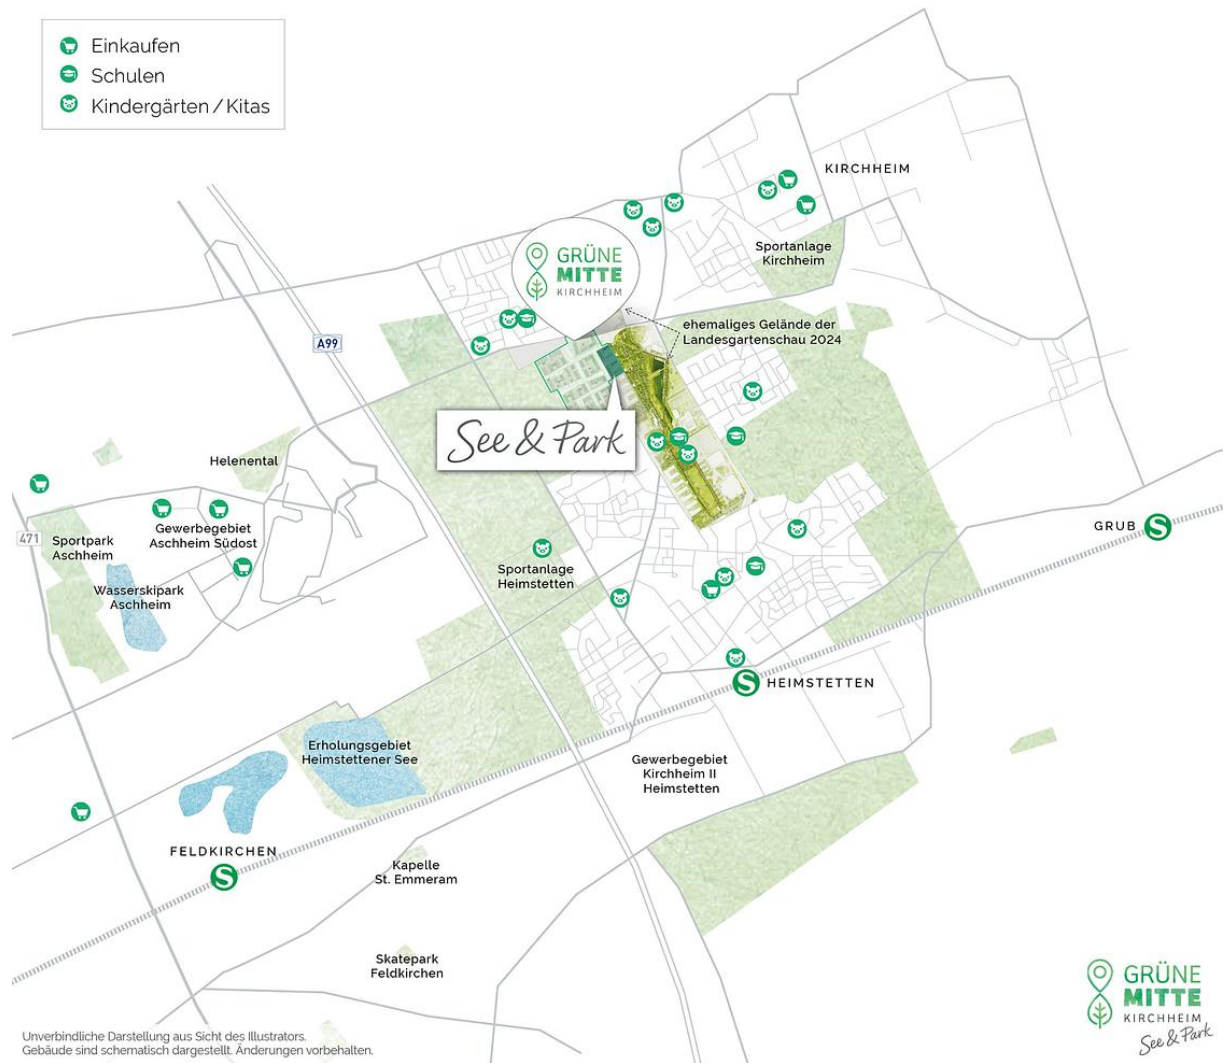 Einkaufen
Schulen
Kindergärten / Kitas
KIRCHHEIM
Sportanlage
Kirchheim
GRÜNE
MITTE
KIRCHHEIM
ehemaliges Gelände der
Landesgartenschau 2024
A99
See & Park
Helenental
Gewerbegebiet
Aschheim Südost
471
Sportpark
Aschheim
Wasserskipark
Aschheim
Sportanlage
Heimstetten
GRUB S
S HEIMSTETTEN
Erholungsgebiet
Heimstettener See
Gewerbegebiet
Kirchheim II
Heimstetten
FELDKIRCHEN
S
Kapelle
St. Emmeram
Skatepark
Feldkirchen
GRÜNE
MITTE
KIRCHHEIM
See & Park
Unverbindliche Darstellung aus Sicht des Illustrators.
Gebäude sind schematisch dargestellt. Änderungen vorbehalten.